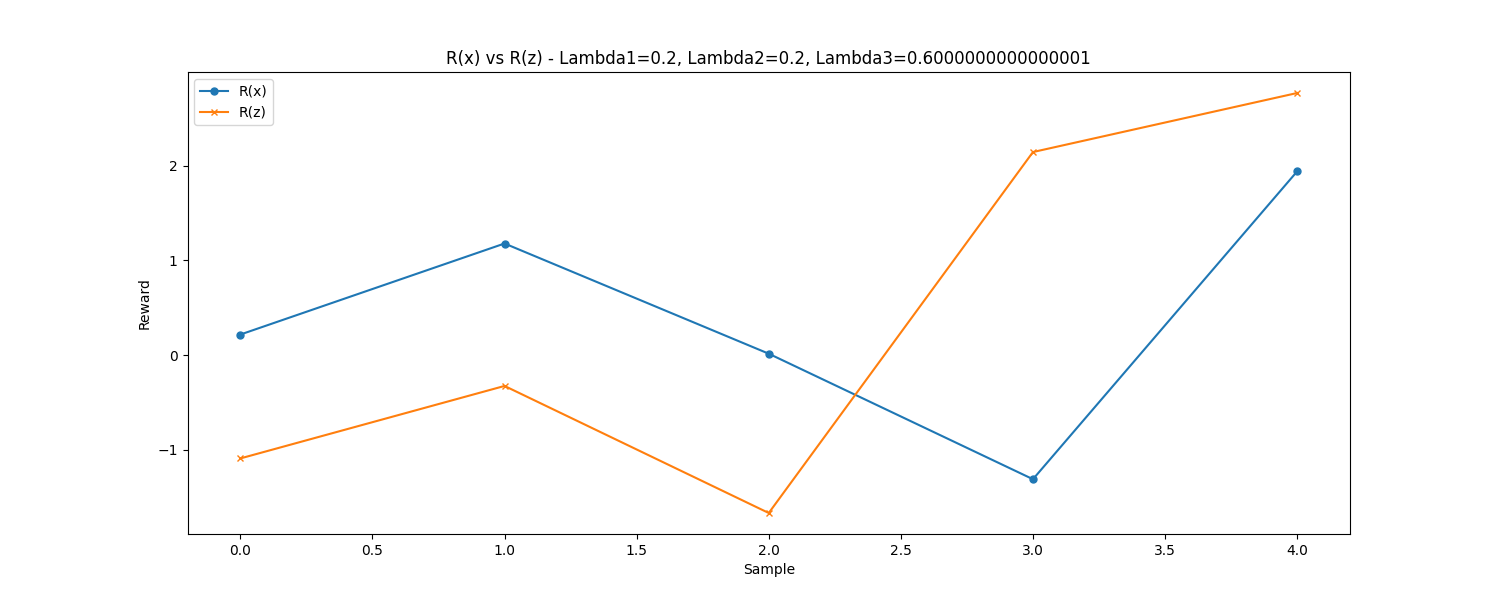 R(x) vs R(z) - Lambda1=0.2, Lambda2=0.2, Lambda3=0.6000000000000001
R(x)
R(z)
Reward
2
1
0
−1
0.0 0.5 1.0 1.5 2.0 2.5 3.0 3.5 4.0
Sample